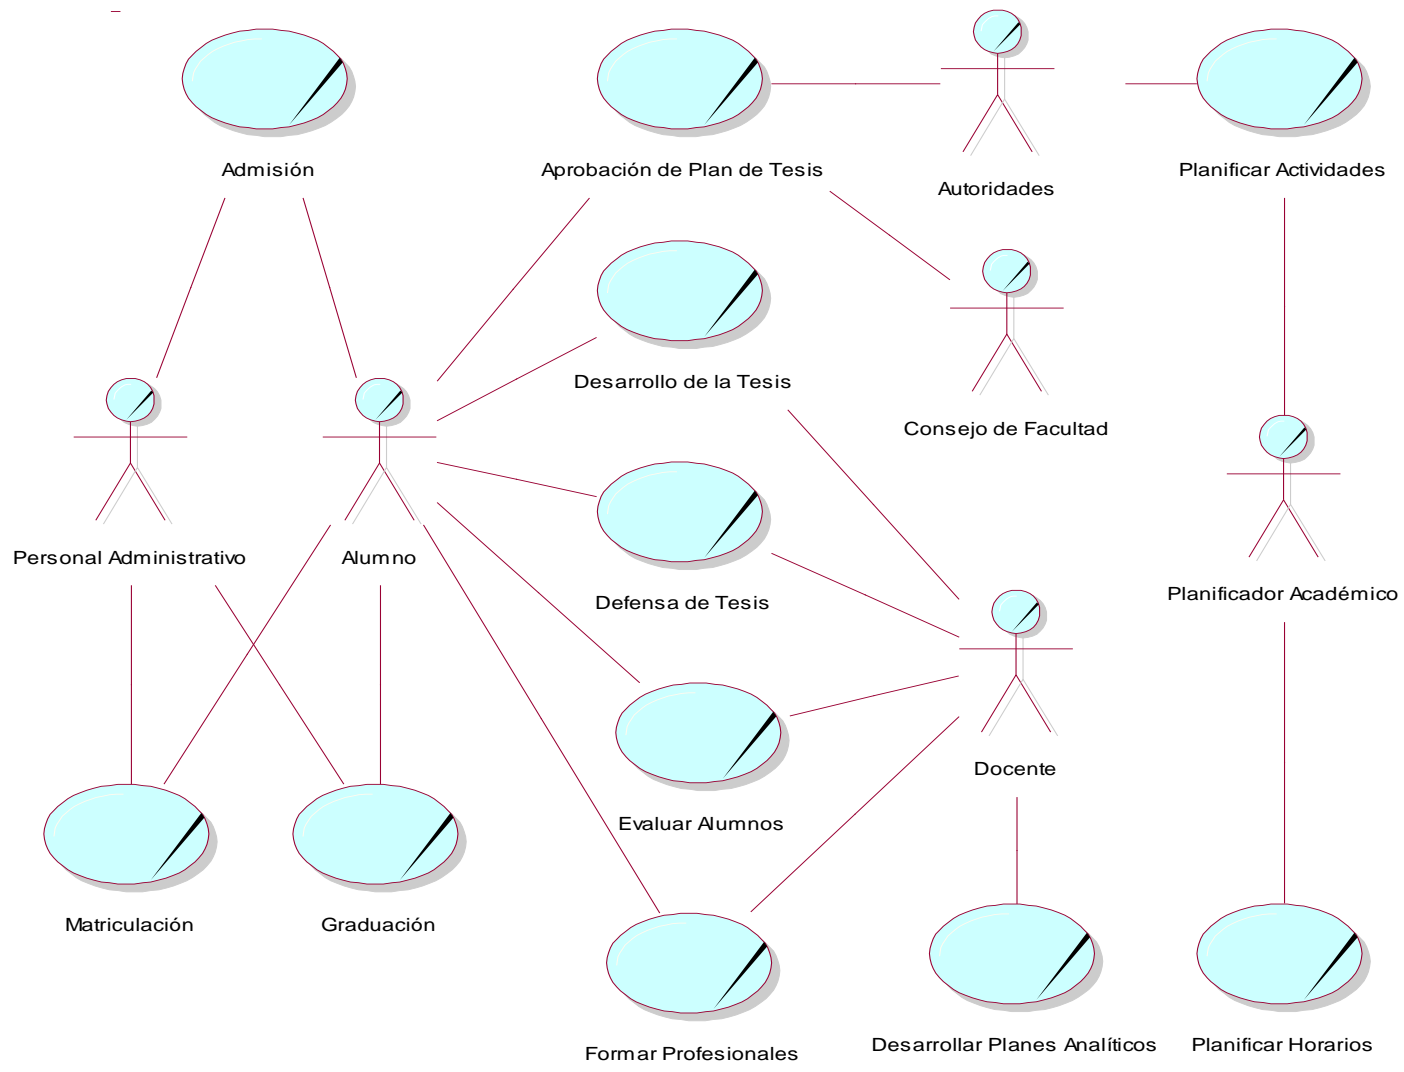 Admisión
Aprobación de Plan de Tesis
Autoridades
Planificar Actividades
Desarrollo de la Tesis
Consejo de Facultad
Personal Administrativo
Alumno
Defensa de Tesis
Planificador Académico
Docente
Evaluar Alumnos
Matriculación
Graduación
Formar Profesionales
Desarrollar Planes Analíticos
Planificar Horarios